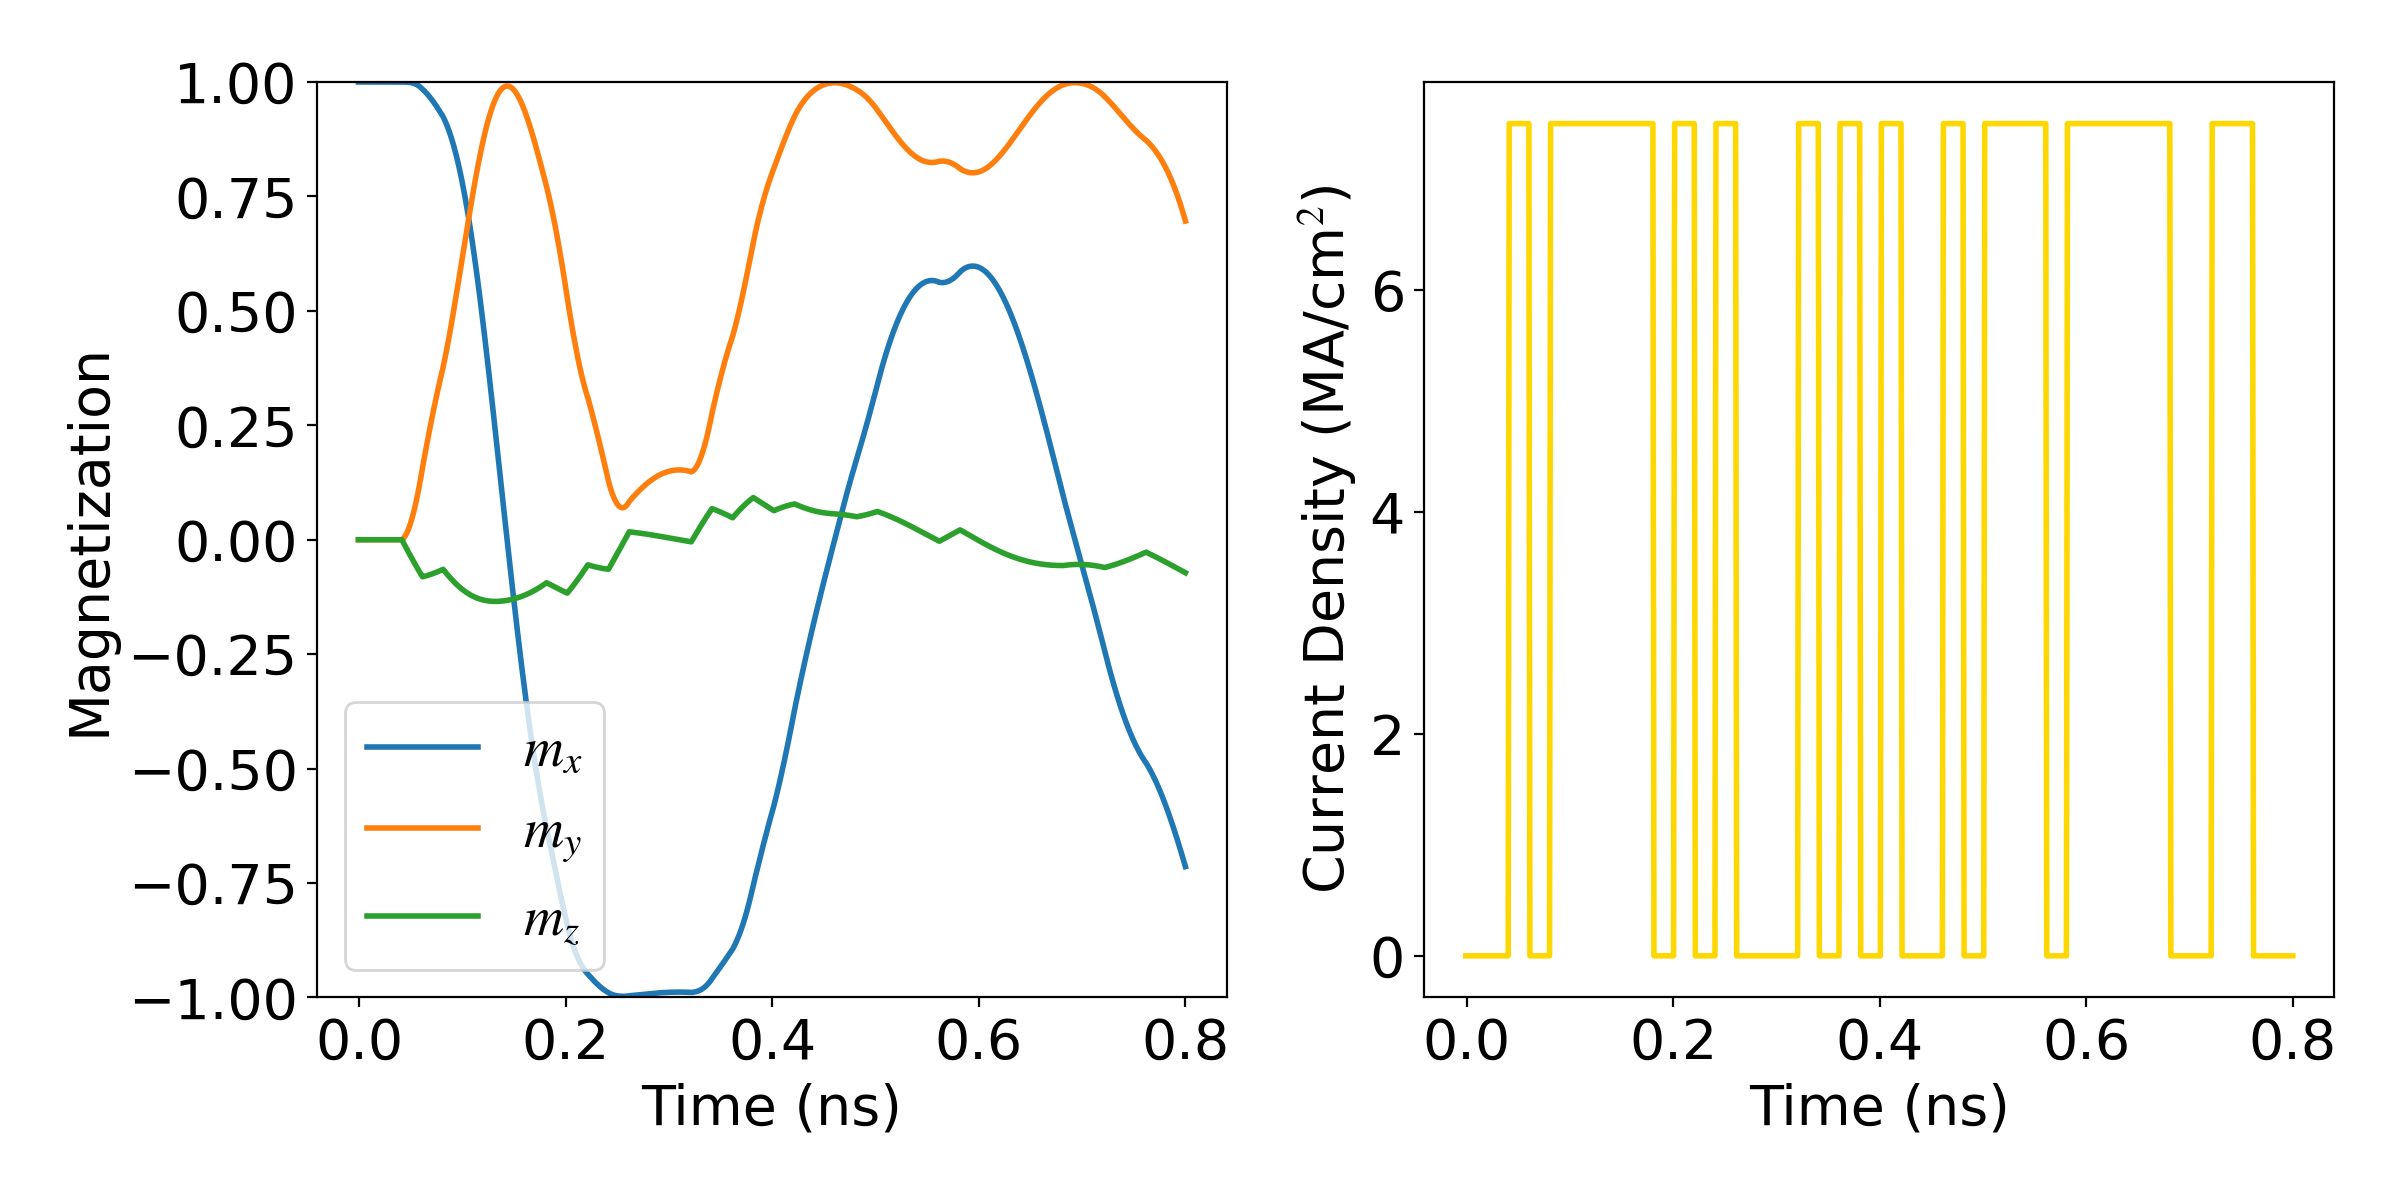 1.00
0.75
0.50
0.25
0.00
−0.25
−0.50
−0.75
−1.00
Magnetization
m_x
m_y
m_z
0.0 0.2 0.4 0.6 0.8
Time (ns)
6
4
2
0
Current Density (MA/cm²)
0.0 0.2 0.4 0.6 0.8
Time (ns)